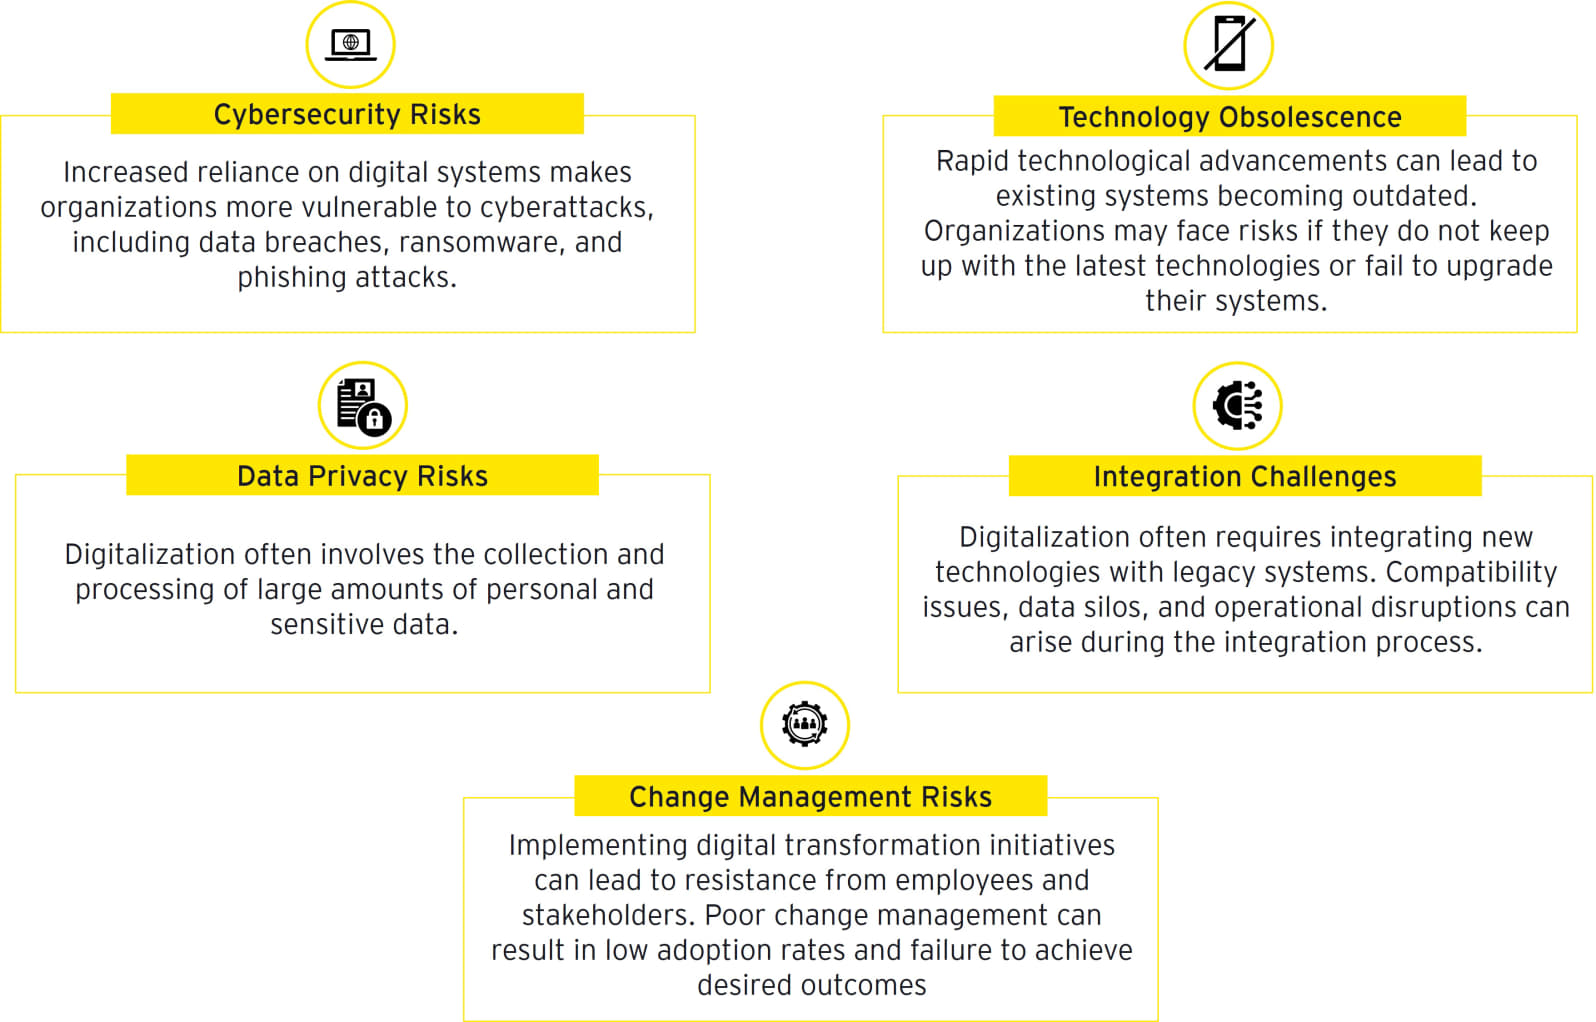 Cybersecurity Risks
Increased reliance on digital systems makes
organizations more vulnerable to cyberattacks,
including data breaches, ransomware, and
phishing attacks.
Technology Obsolescence
Rapid technological advancements can lead to
existing systems becoming outdated.
Organizations may face risks if they do not keep
up with the latest technologies or fail to upgrade
their systems.
Data Privacy Risks
Digitalization often involves the collection and
processing of large amounts of personal and
sensitive data.
Integration Challenges
Digitalization often requires integrating new
technologies with legacy systems. Compatibility
issues, data silos, and operational disruptions can
arise during the integration process.
Change Management Risks
Implementing digital transformation initiatives
can lead to resistance from employees and
stakeholders. Poor change management can
result in low adoption rates and failure to achieve
desired outcomes